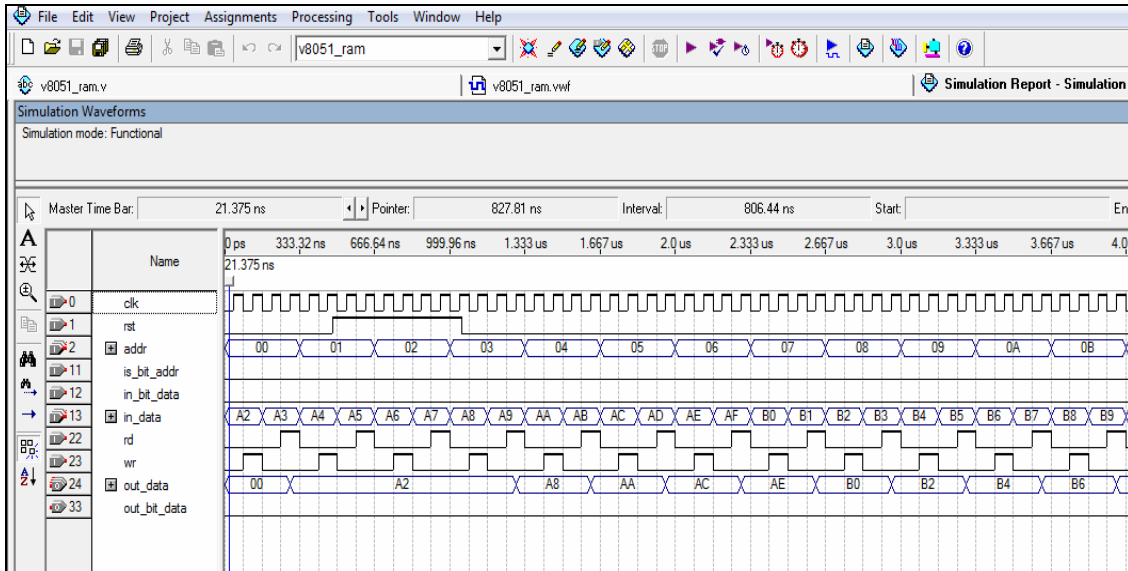 File Edit View Project Assignments Processing Tools Window Help
v8051_ram STOP
abc v8051_ram.v v8051_ram.vwf Simulation Report - Simulation
Simulation Waveforms
Simulation mode: Functional
Master Time Bar: 21.375 ns Pointer: 827.81 ns Interval: 806.44 ns Start: En
Name
0 ps 333.32 ns 666.64 ns 999.96 ns 1.333 us 1.667 us 2.0 us 2.333 us 2.667 us 3.0 us 3.333 us 3.667 us 4.0
21.375 ns
0 clk
1 rst
2 addr 00 01 02 03 04 05 06 07 08 09 0A 0B
11 is_bit_addr
12 in_bit_data
13 in_data A2 A3 A4 A5 A6 A7 A8 A9 AA AB AC AD AE AF B0 B1 B2 B3 B4 B5 B6 B7 B8 B9
22 rd
23 wr
24 out_data 00 A2 A8 AA AC AE B0 B2 B4 B6
33 out_bit_data